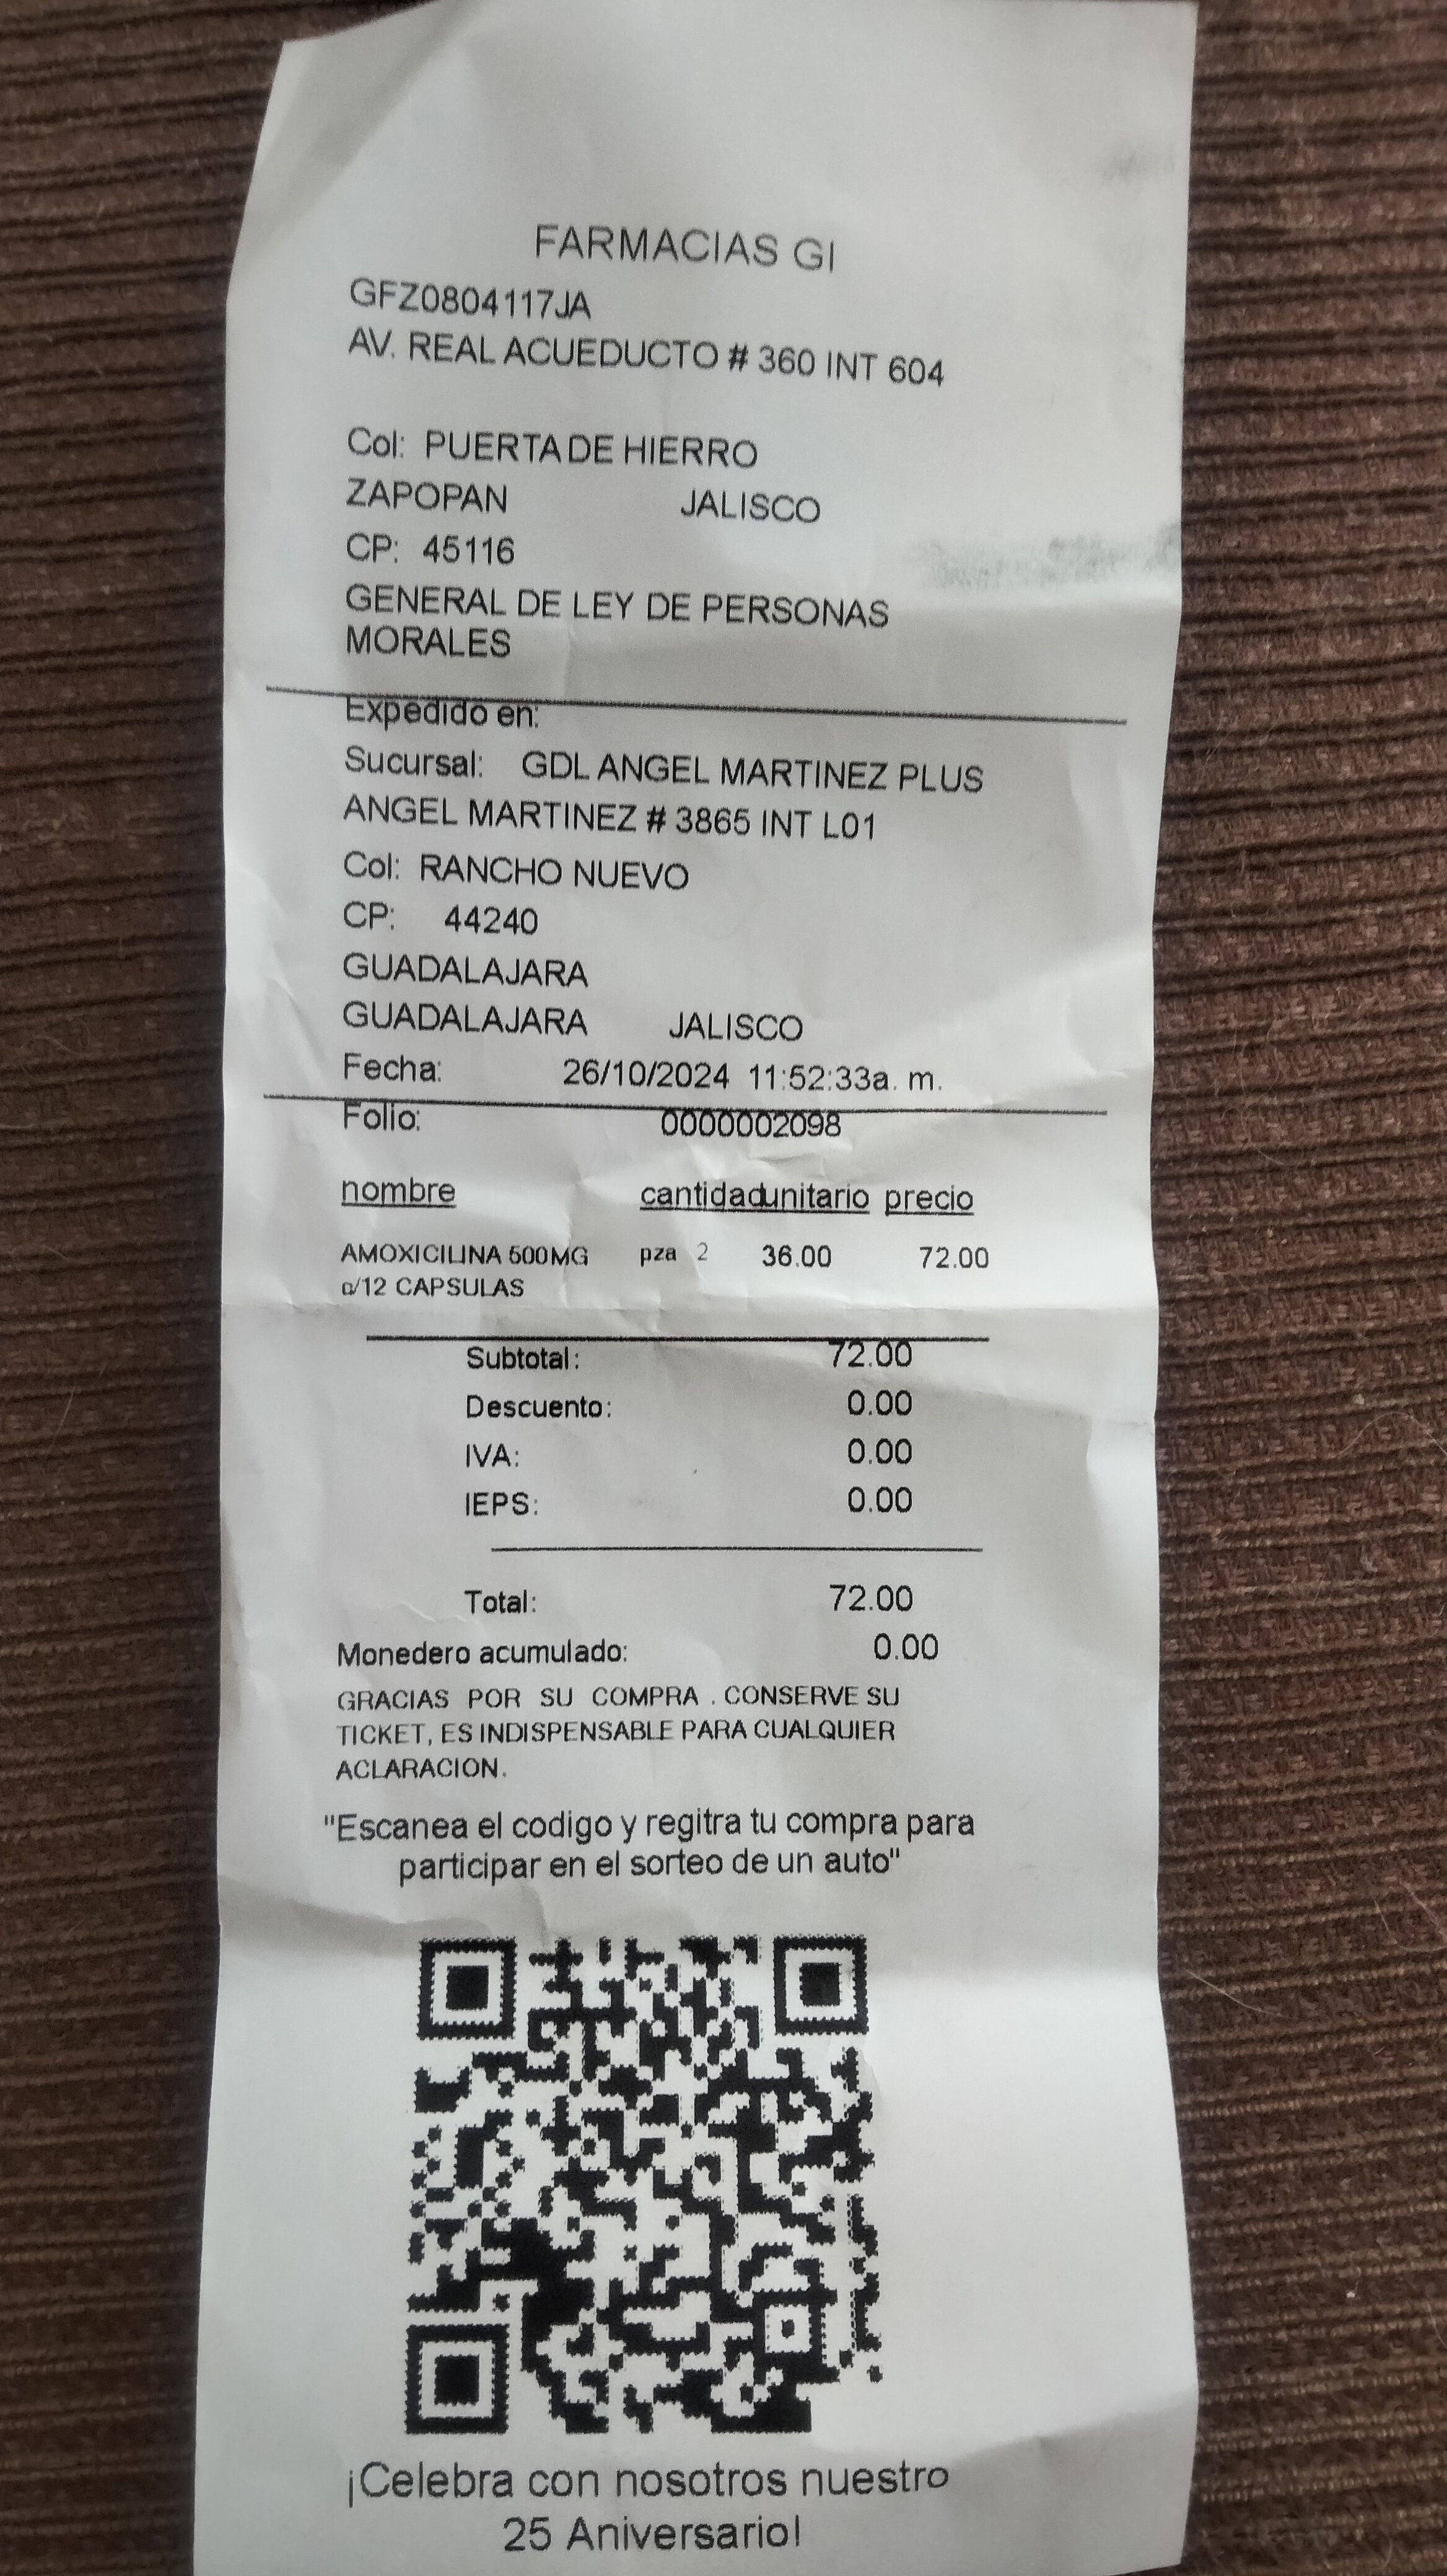 FARMACIAS GI
GFZ0804117JA
AV. REAL ACUEDUCTO # 360 INT 604
Col: PUERTA DE HIERRO
ZAPOPAN JALISCO
CP: 45116
GENERAL DE LEY DE PERSONAS
MORALES
Expedido en:
Sucursal: GDL ANGEL MARTINEZ PLUS
ANGEL MARTINEZ # 3865 INT L01
Col: RANCHO NUEVO
CP: 44240
GUADALAJARA
GUADALAJARA JALISCO
Fecha: 26/10/2024 11:52:33a. m.
Folio: 0000002098
nombre cantidad unitario precio
AMOXICILINA 500MG pza 2 36.00 72.00
c/12 CAPSULAS
Subtotal: 72.00
Descuento: 0.00
IVA: 0.00
IEPS: 0.00
Total: 72.00
Monedero acumulado: 0.00
GRACIAS POR SU COMPRA . CONSERVE SU
TICKET, ES INDISPENSABLE PARA CUALQUIER
ACLARACION.
"Escanea el codigo y regitra tu compra para
participar en el sorteo de un auto"
¡Celebra con nosotros nuestro
25 Aniversario!